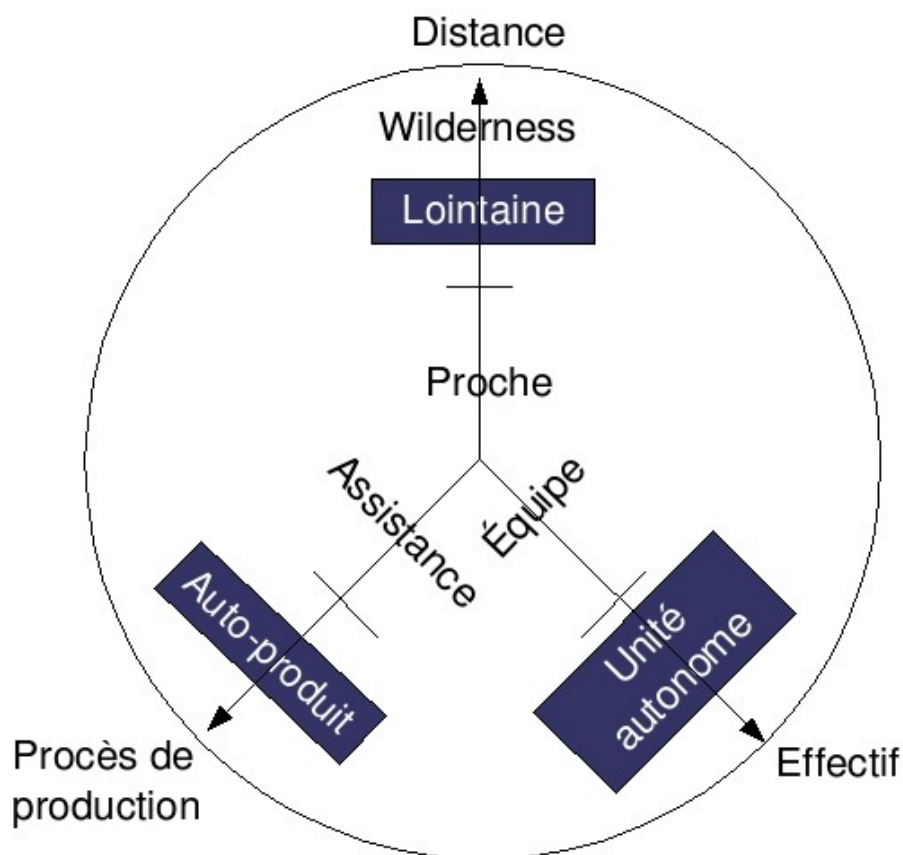 Distance
Wilderness
Lointaine
Proche
Assistance
Équipe
Auto-produit
Unité
autonome
Procès de
production
Effectif